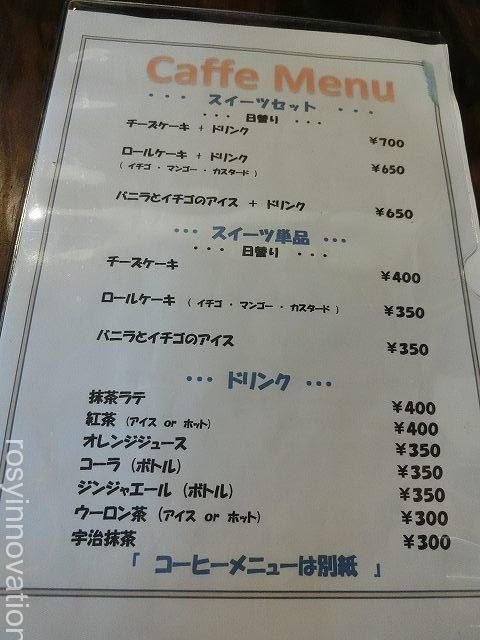 Caffe Menu
・・・ スイーツセット ・・・
・・・ 日替り ・・・
チーズケーキ + ドリンク ¥700
ロールケーキ + ドリンク ¥650
( イチゴ ・ マンゴー ・ カスタード )
バニラとイチゴのアイス + ドリンク ¥650
・・・ スイーツ単品 ・・・
・・・ 日替り ・・・
チーズケーキ ¥400
ロールケーキ ( イチゴ ・ マンゴー ・ カスタード ) ¥350
バニラとイチゴのアイス ¥350
・・・ ドリンク ・・・
抹茶ラテ ¥400
紅茶 (アイス or ホット) ¥400
オレンジジュース ¥350
コーラ (ボトル) ¥350
ジンジャエール (ボトル) ¥350
ウーロン茶 (アイス or ホット) ¥300
宇治抹茶 ¥300
「 コーヒーメニューは別紙 」
rosyinnovation